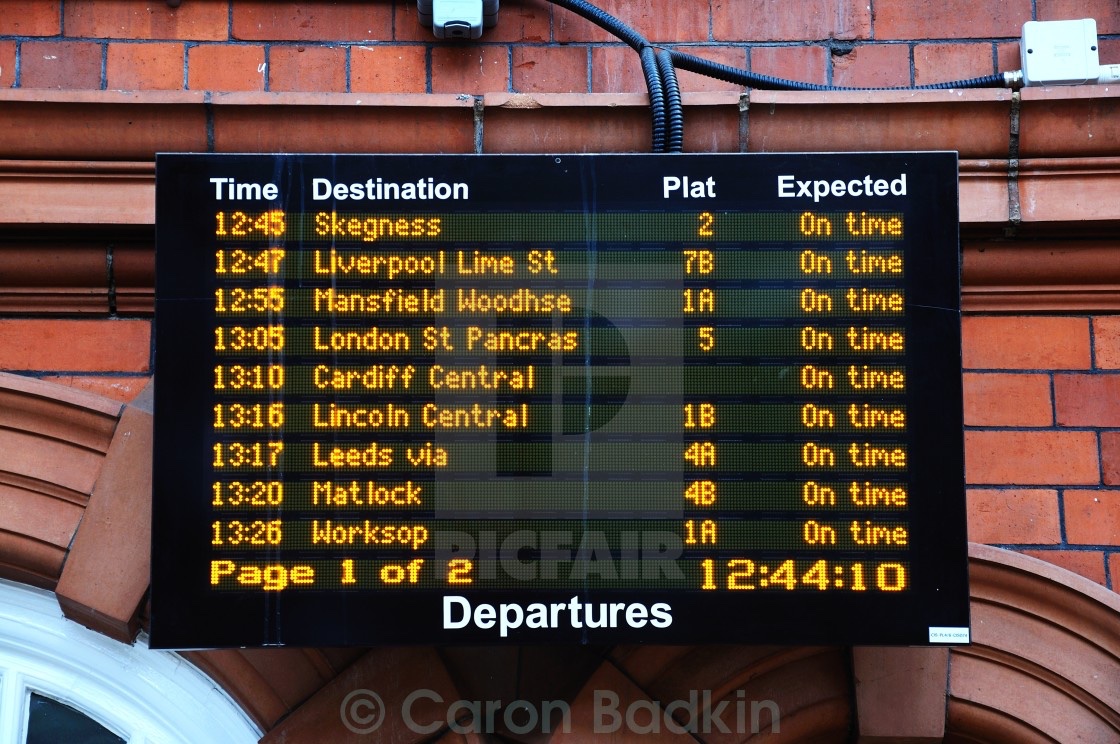 Time Destination Plat Expected
12:45 Skegness 2 On time
12:47 Liverpool Lime St 7B On time
12:55 Mansfield Woodhse 1A On time
13:05 London St Pancras 5 On time
13:10 Cardiff Central On time
13:16 Lincoln Central 1B On time
13:17 Leeds via 4A On time
13:20 Matlock 4B On time
13:26 Worksop 1A On time
Page 1 of 2 12:44:10
Departures
PICFAIR
© Caron Badkin